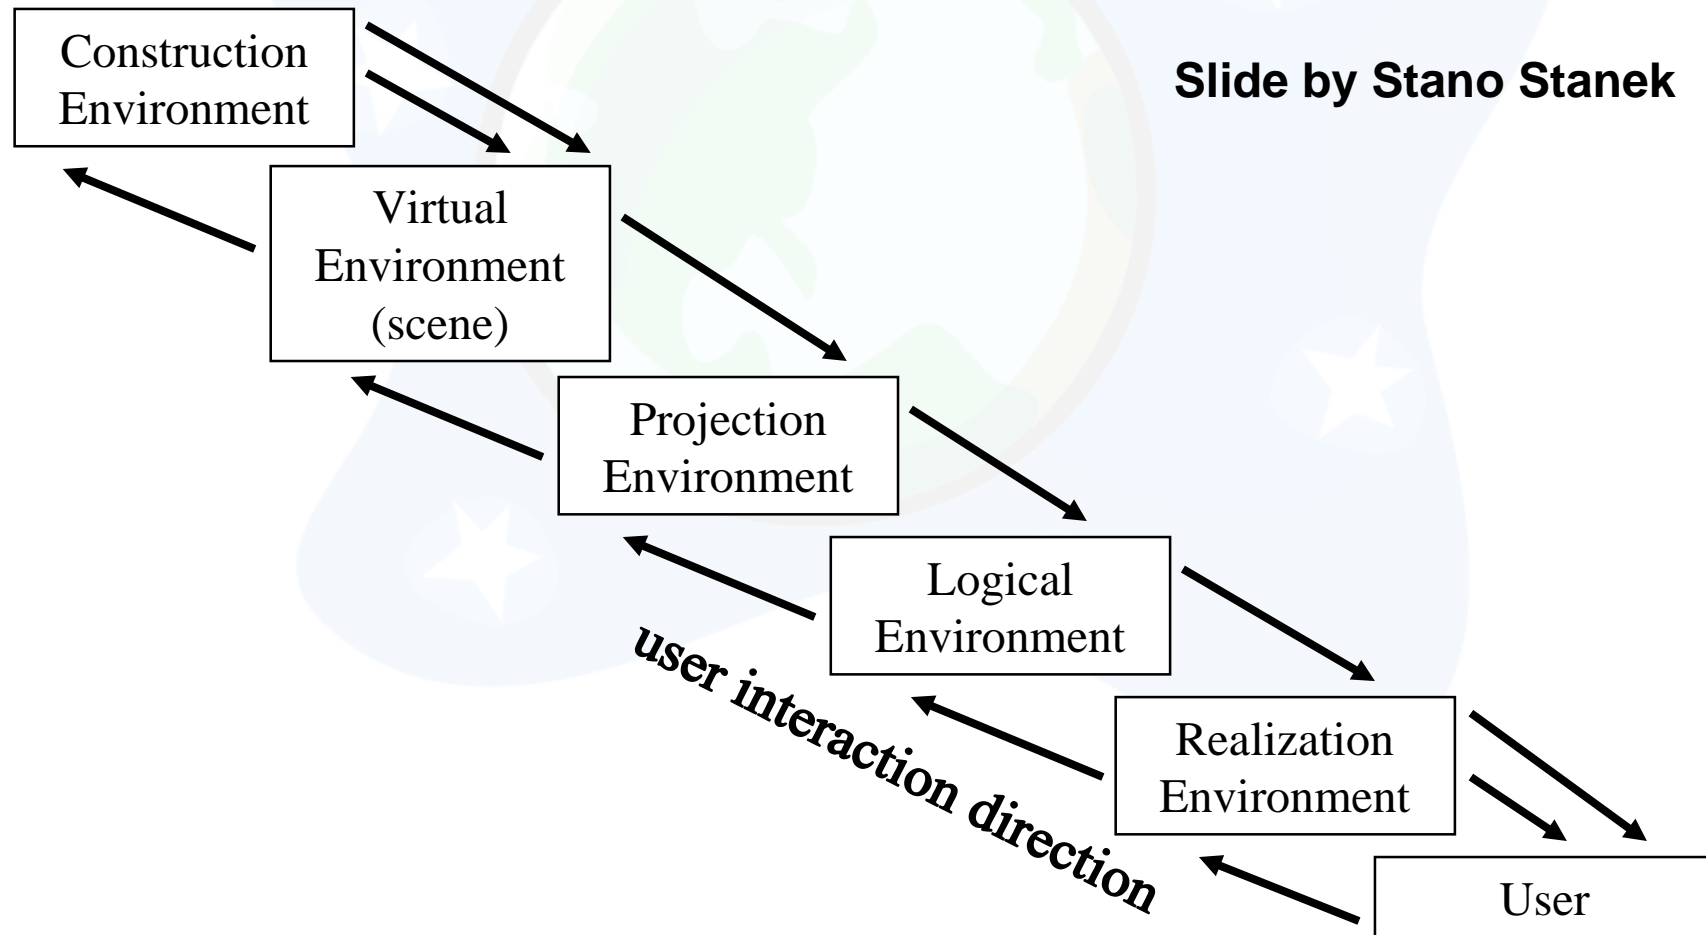 Construction
Environment
Slide by Stano Stanek
Virtual
Environment
(scene)
Projection
Environment
Logical
Environment
user interaction direction
Realization
Environment
User